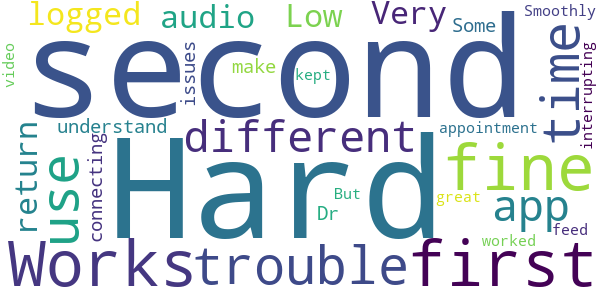 logged audio Low Very Some Smoothly
second
video issues make kept time interrupting
understand different appointment
return use connecting Hard fine
But great app
Dr worked feed
Works trouble first